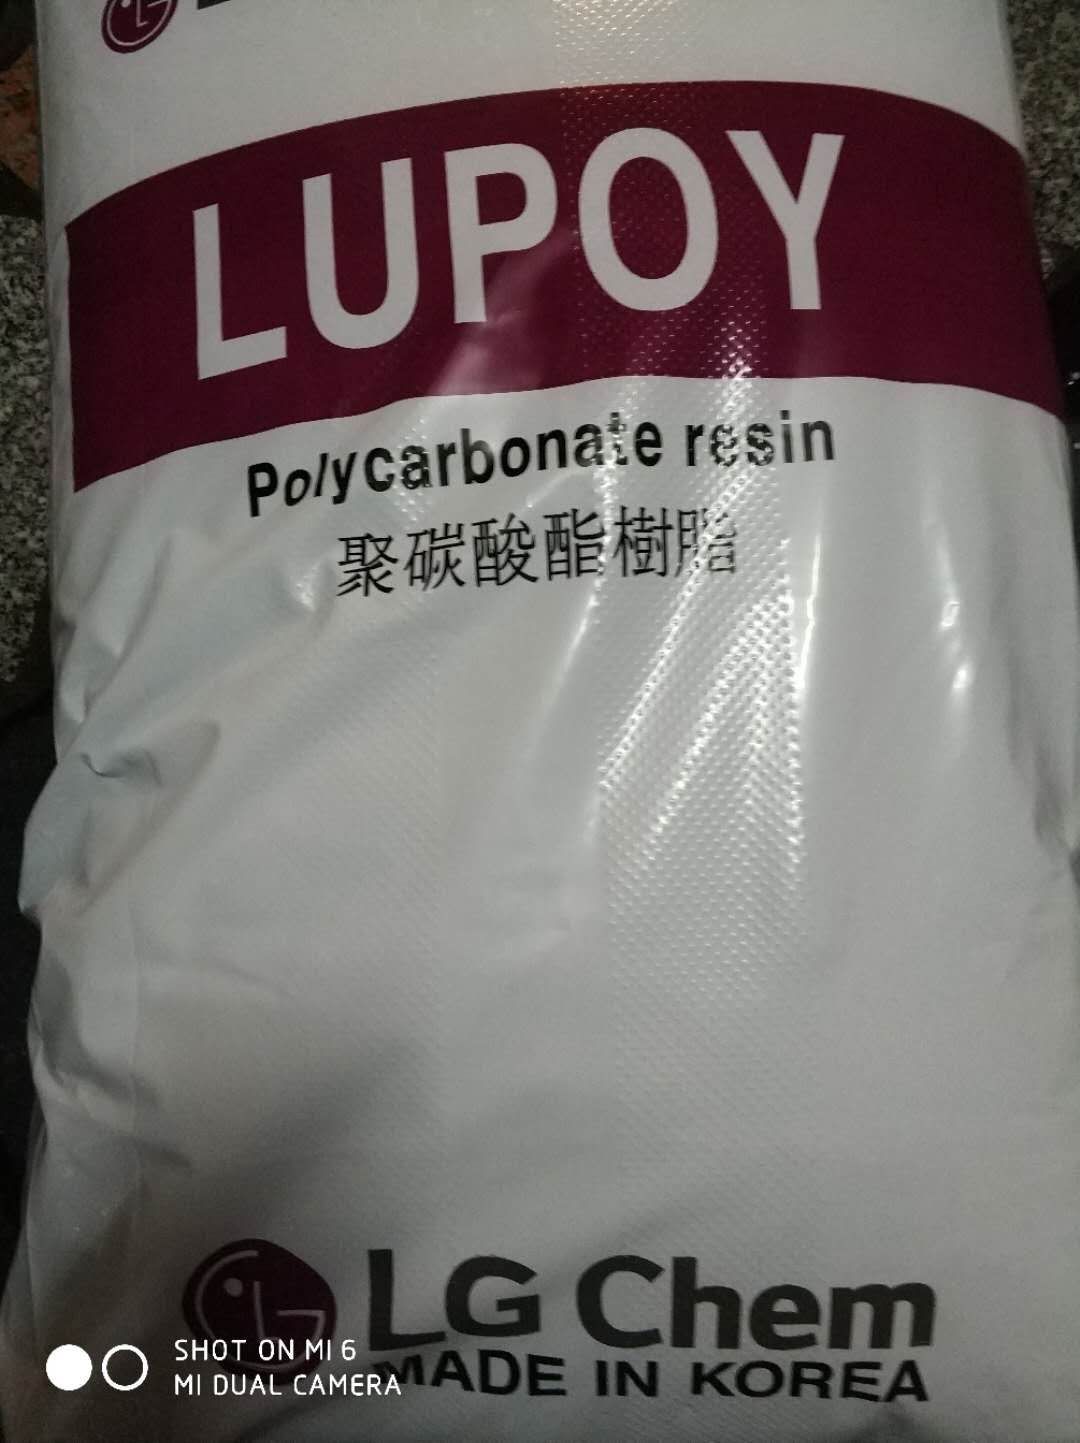 LUPOY
Polycarbonate resin
聚碳酸酯樹脂
LG Chem
MADE IN KOREA
SHOT ON MI 6
MI DUAL CAMERA